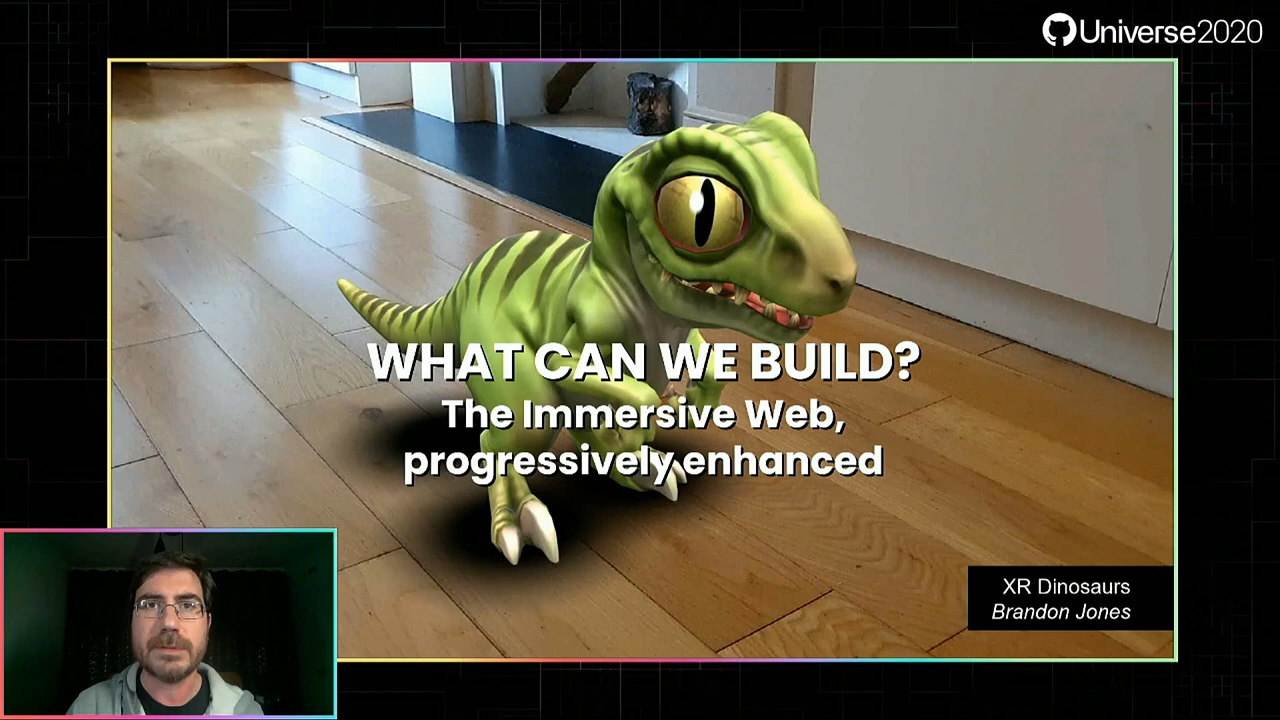 Universe2020
WHAT CAN WE BUILD?
The Immersive Web,
progressively enhanced
XR Dinosaurs
Brandon Jones